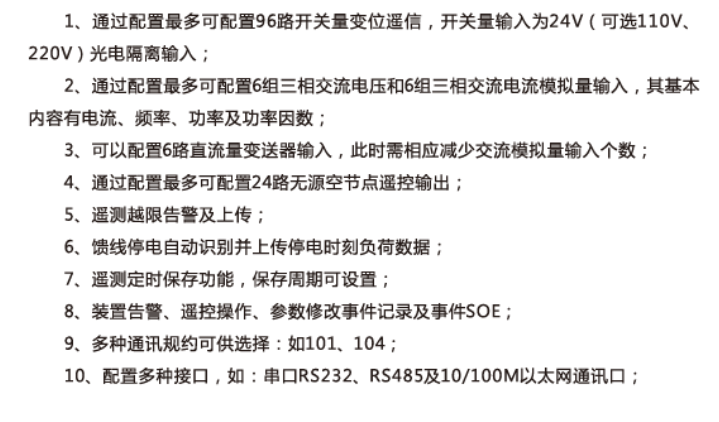 1、通过配置最多可配置96路开关量变位遥信，开关量输入为24V（可选110V、
220V）光电隔离输入；
2、通过配置最多可配置6组三相交流电压和6组三相交流电流模拟量输入，其基本
内容有电流、频率、功率及功率因数；
3、可以配置6路直流量变送器输入，此时需相应减少交流模拟量输入个数；
4、通过配置最多可配置24路无源空节点遥控输出；
5、遥测越限告警及上传；
6、馈线停电自动识别并上传停电时刻负荷数据；
7、遥测定时保存功能，保存周期可设置；
8、装置告警、遥控操作、参数修改事件记录及事件SOE；
9、多种通讯规约可供选择：如101、104；
10、配置多种接口，如：串口RS232、RS485及10/100M以太网通讯口；